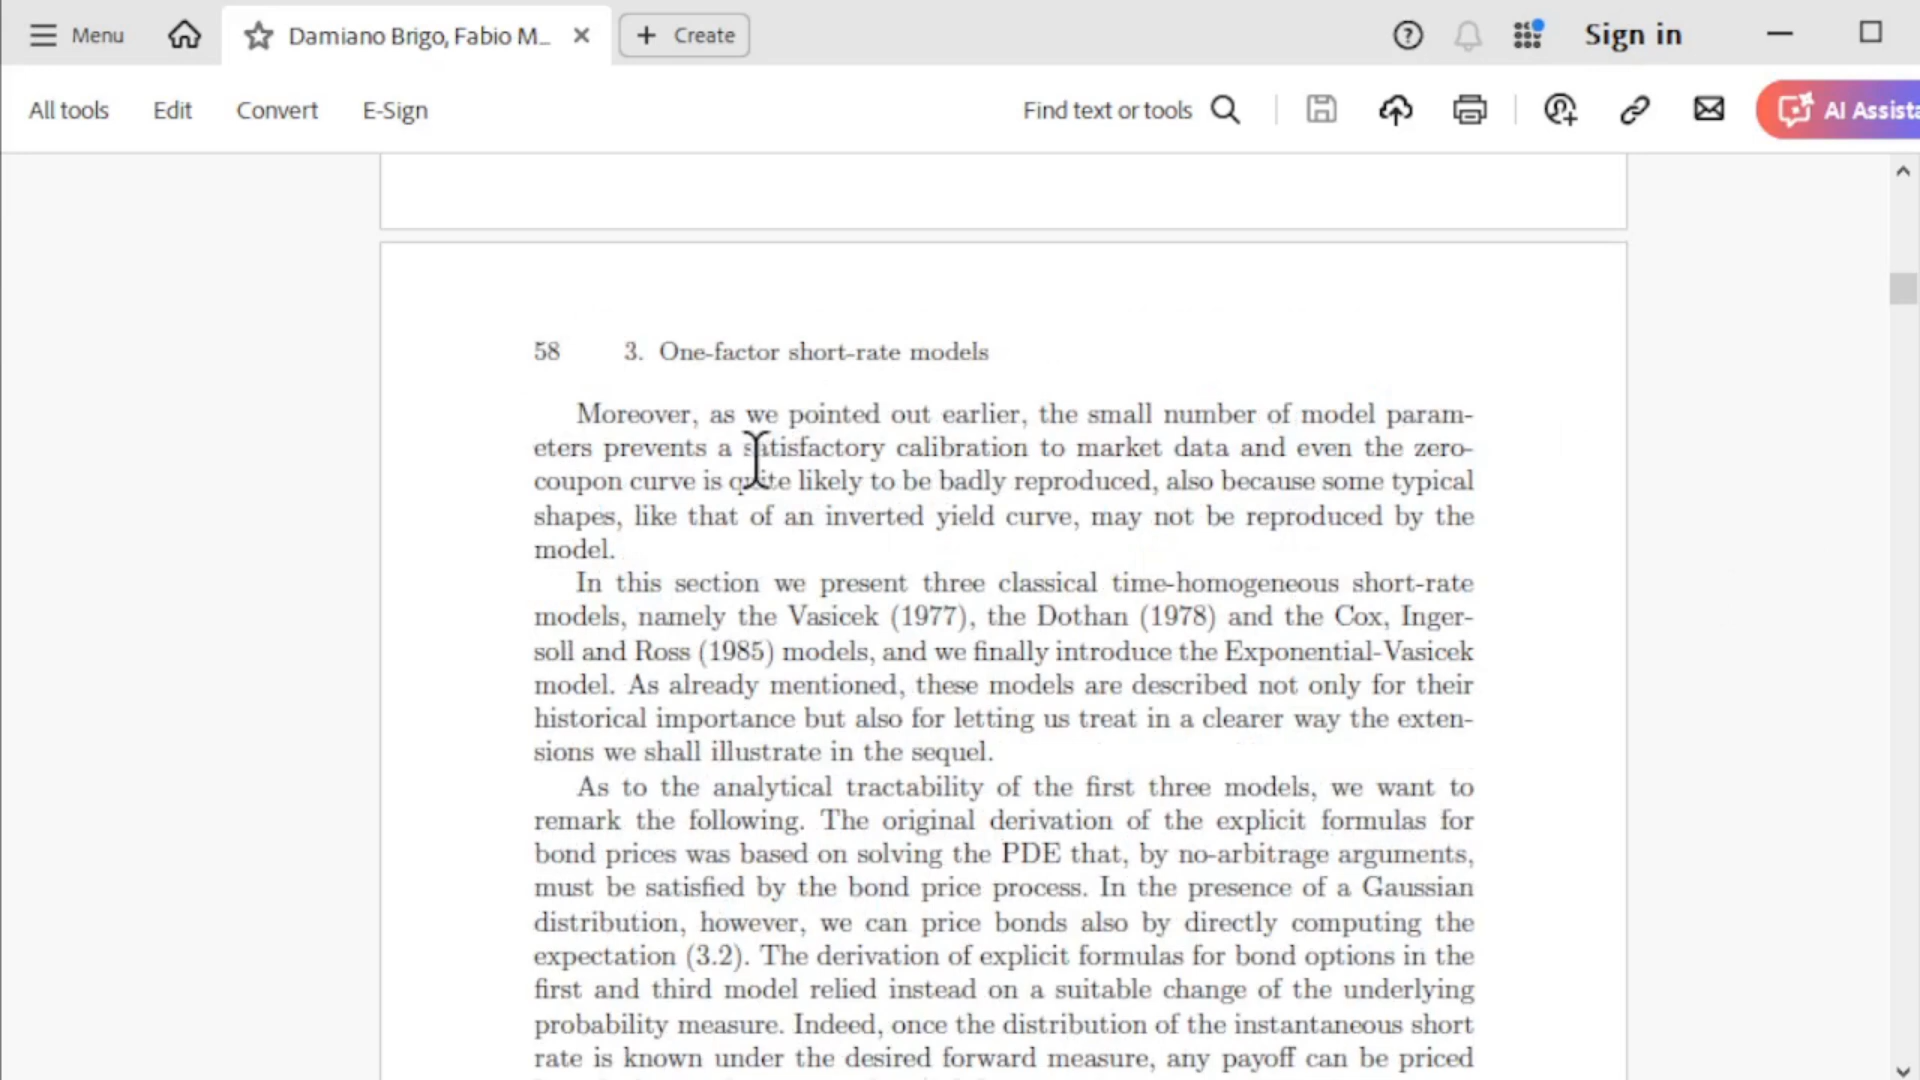 Menu
Damiano Brigo, Fabio M...
Create
Sign in
All tools
Edit
Convert
E-Sign
Find text or tools
AI Assista
58 3. One-factor short-rate models
Moreover, as we pointed out earlier, the small number of model param-
eters prevents a satisfactory calibration to market data and even the zero-
coupon curve is quite likely to be badly reproduced, also because some typical
shapes, like that of an inverted yield curve, may not be reproduced by the
model.
In this section we present three classical time-homogeneous short-rate
models, namely the Vasicek (1977), the Dothan (1978) and the Cox, Inger-
soll and Ross (1985) models, and we finally introduce the Exponential-Vasicek
model. As already mentioned, these models are described not only for their
historical importance but also for letting us treat in a clearer way the exten-
sions we shall illustrate in the sequel.
As to the analytical tractability of the first three models, we want to
remark the following. The original derivation of the explicit formulas for
bond prices was based on solving the PDE that, by no-arbitrage arguments,
must be satisfied by the bond price process. In the presence of a Gaussian
distribution, however, we can price bonds also by directly computing the
expectation (3.2). The derivation of explicit formulas for bond options in the
first and third model relied instead on a suitable change of the underlying
probability measure. Indeed, once the distribution of the instantaneous short
rate is known under the desired forward measure, any payoff can be priced